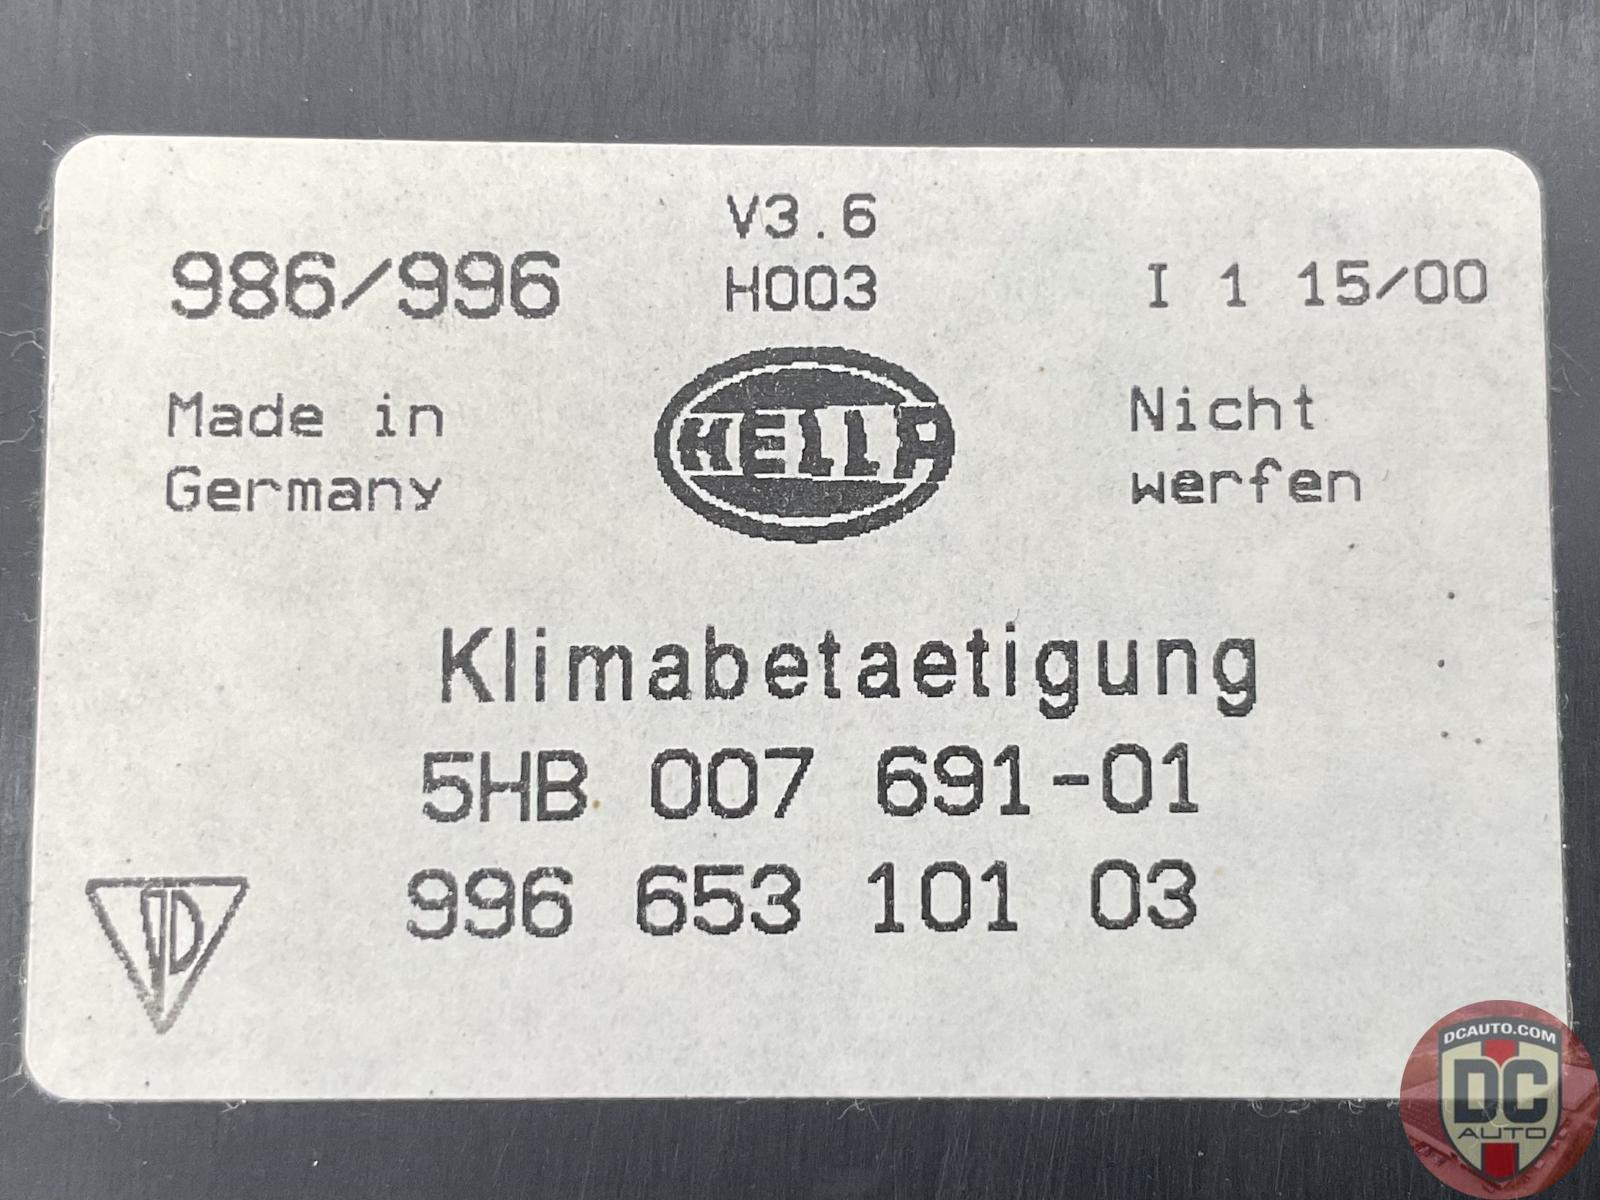 V3.6
986/996 H003 I 1 15/00
Made in Nicht
Germany werfen
HELLA
Klimabetaetigung
5HB 007 691-01
996 653 101 03
DCAUTO.COM
DC
AUTO